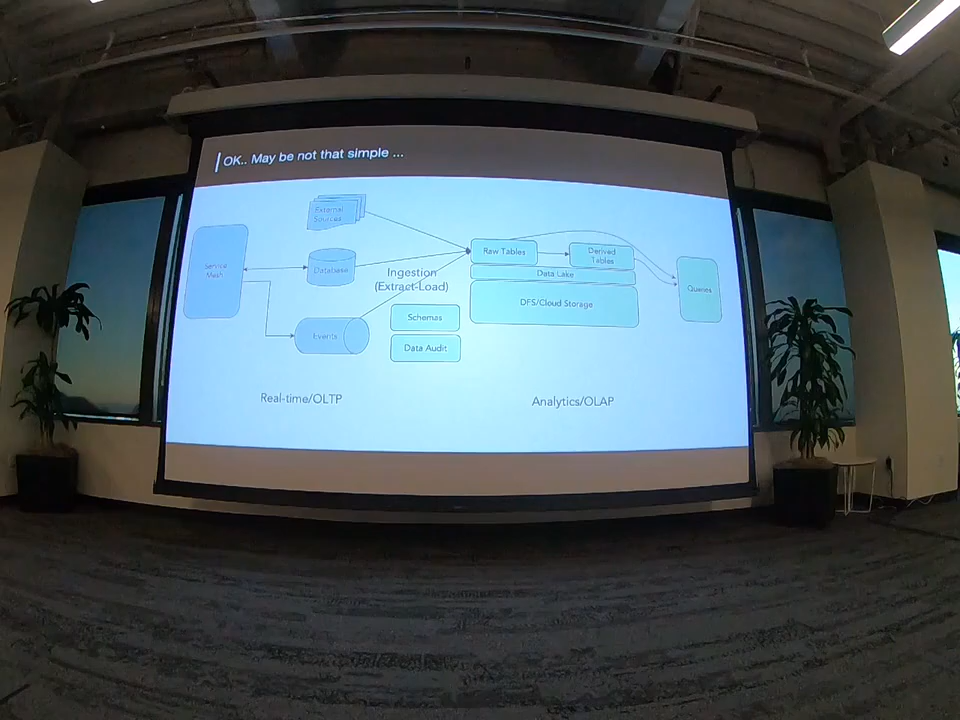 OK.. May be not that simple ...
External
Sources
Service
Mesh
Database
Events
Ingestion
(Extract-Load)
Schemas
Data Audit
Raw Tables
Derived
Tables
Data Lake
DFS/Cloud Storage
Queries
Real-time/OLTP
Analytics/OLAP